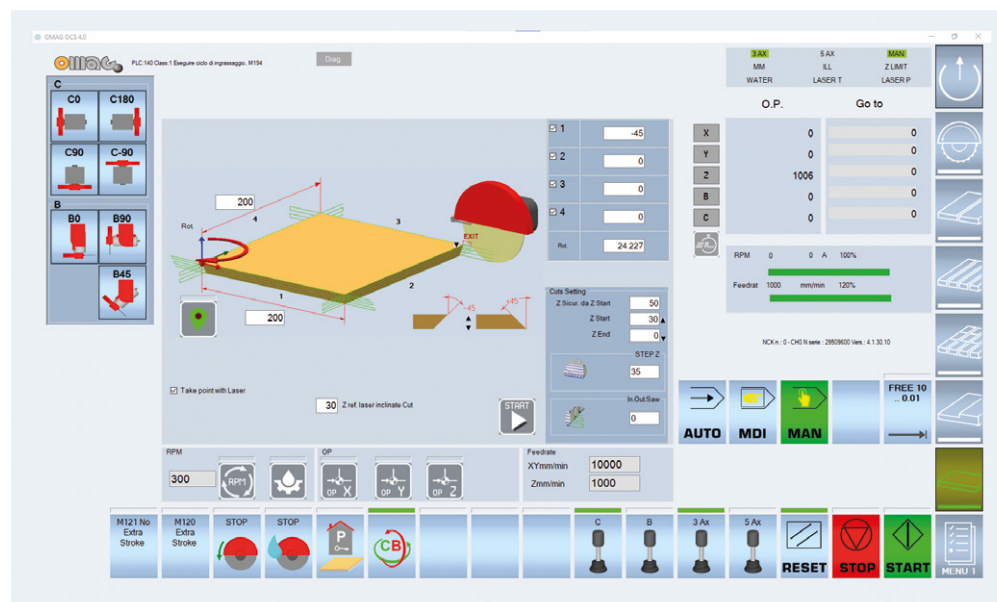 OMAG OCS 4.0
omag
PLC:140 Class:1 Eseguire ciclo di ingrassaggio, M154
Diag
3 AX 5 AX MAN
MM ILL Z LIMIT
WATER LASER T LASER P
O.P. Go to
X 0 0
Y 0 0
Z 1006 0
B 0 0
C 0 0
C
C0 C180
C90 C-90
B
B0 B90
B45
1 -45
2 0
3 0
4 0
Rot. 24.227
200
4
3
Rot.
EXIT
1
2
200
-45
+45
Take point with Laser
30 Z ref. laser inclinate Cut
START
Cuts Setting
Z Sicur. da Z Start 50
Z Start 30
Z End 0
STEP Z
35
In Out Saw
0
RPM 0 0 A 100%
Feedrat 1000 mm/min 120%
NCK n.: 0 - CH0 N serie : 29509600 Vers.: 4.1.30.10
AUTO
MDI
MAN
FREE 10
.. 0.01
RPM
300
RPM
OP
OP X
OP Y
OP Z
Feedrate
XYmm/min 10000
Zmm/min 1000
M121 No
Extra
Stroke
M120
Extra
Stroke
STOP
STOP
P
CB
C
B
3 Ax
5 Ax
RESET
STOP
START
MENU 1